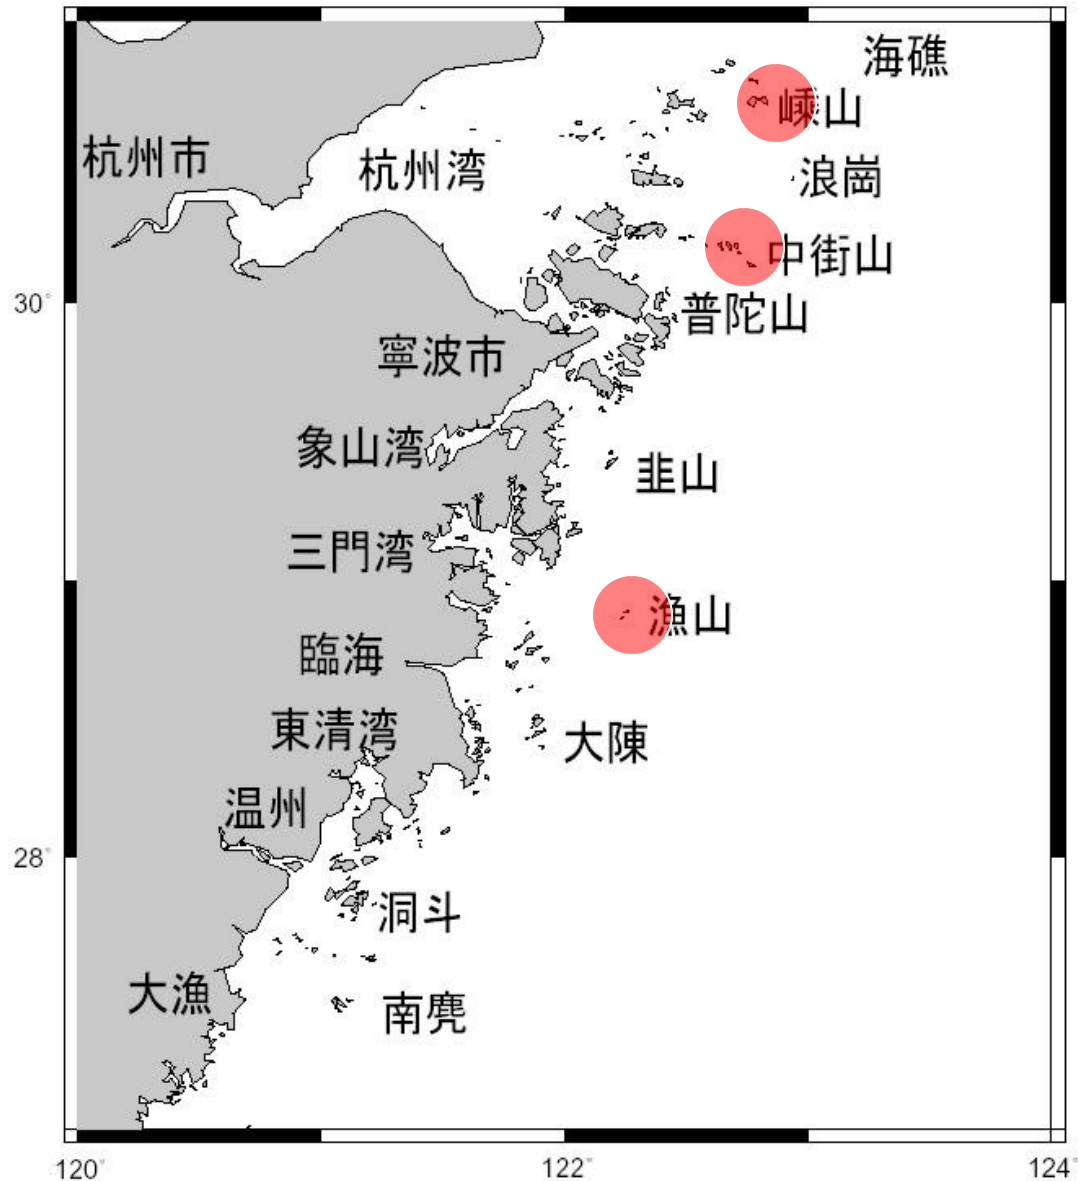 海礁
嵊山
杭州市
杭州湾
浪崗
中街山
30°
普陀山
寧波市
象山湾
韭山
三門湾
漁山
臨海
東清湾
大陳
温州
28°
洞斗
大漁
南麂
120°
122°
124°